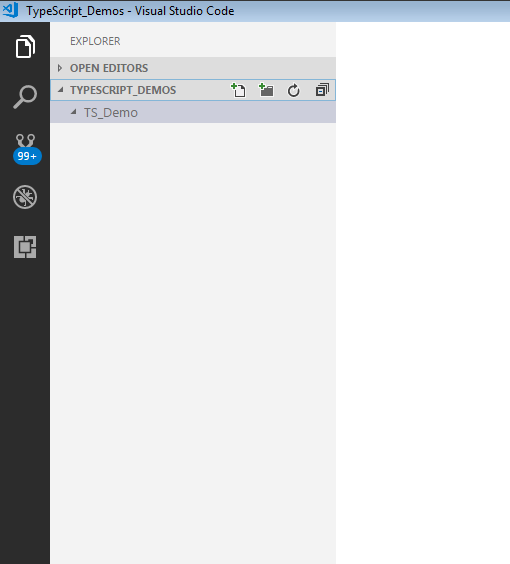 TypeScript_Demos - Visual Studio Code
EXPLORER
OPEN EDITORS
TYPESCRIPT_DEMOS
TS_Demo
99+